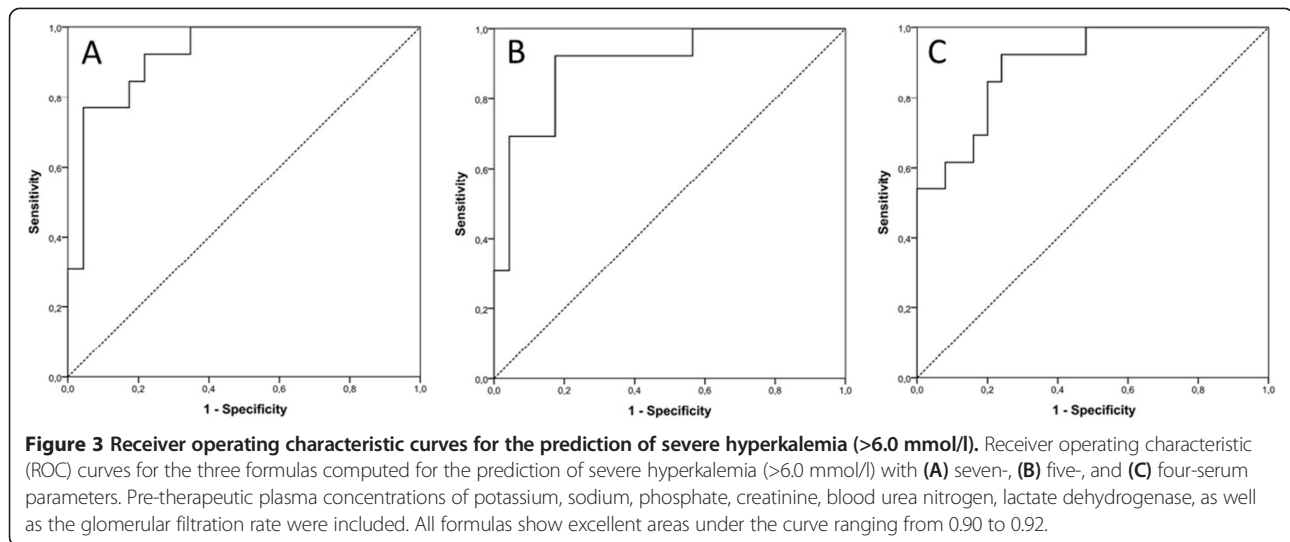 A
B
C
1,0
0,8
0,6
0,4
0,2
0,0
Sensitivity
0,0 0,2 0,4 0,6 0,8 1,0
1 - Specificity
1,0
0,8
0,6
0,4
0,2
0,0
Sensitivity
0,0 0,2 0,4 0,6 0,8 1,0
1 - Specificity
1,0
0,8
0,6
0,4
0,2
0,0
Sensitivity
0,0 0,2 0,4 0,6 0,8 1,0
1 - Specificity
Figure 3 Receiver operating characteristic curves for the prediction of severe hyperkalemia (>6.0 mmol/l). Receiver operating characteristic
(ROC) curves for the three formulas computed for the prediction of severe hyperkalemia (>6.0 mmol/l) with (A) seven-, (B) five-, and (C) four-serum
parameters. Pre-therapeutic plasma concentrations of potassium, sodium, phosphate, creatinine, blood urea nitrogen, lactate dehydrogenase, as well
as the glomerular filtration rate were included. All formulas show excellent areas under the curve ranging from 0.90 to 0.92.